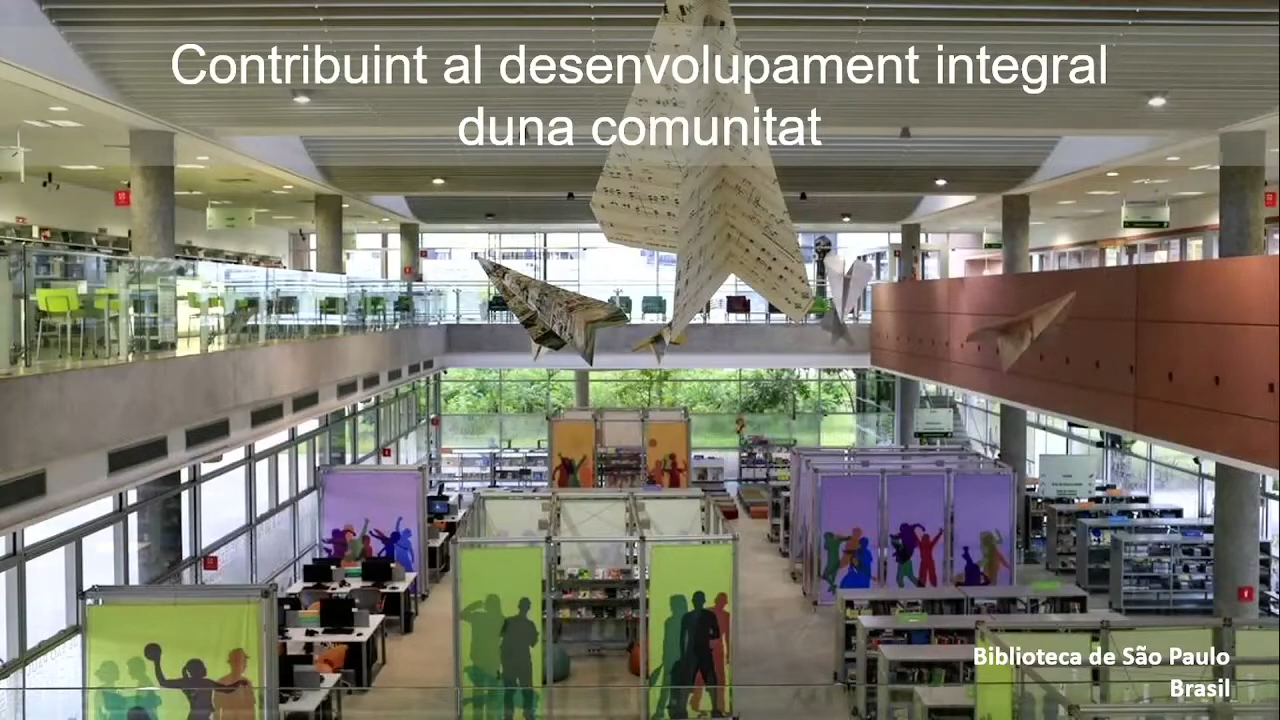 Contribuint al desenvolupament integral
duna comunitat
Biblioteca de São Paulo
Brasil